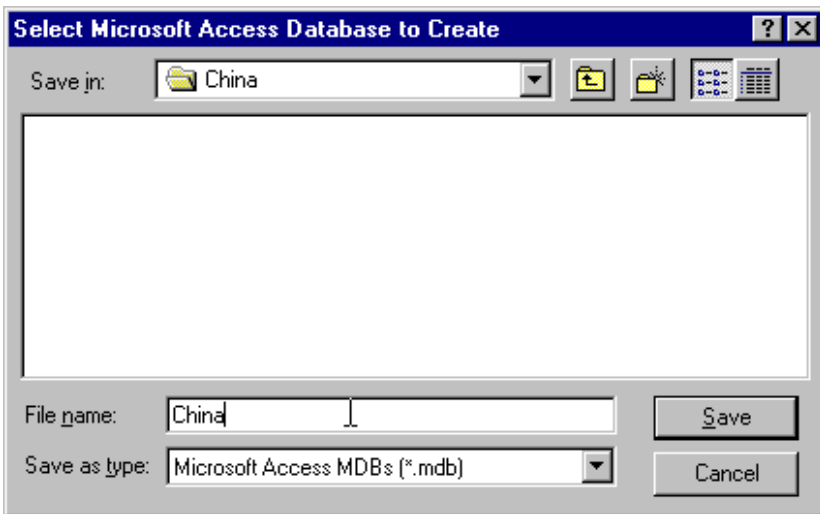 Select Microsoft Access Database to Create
Save in: China
File name: China Save
Save as type: Microsoft Access MDBs (*.mdb) Cancel